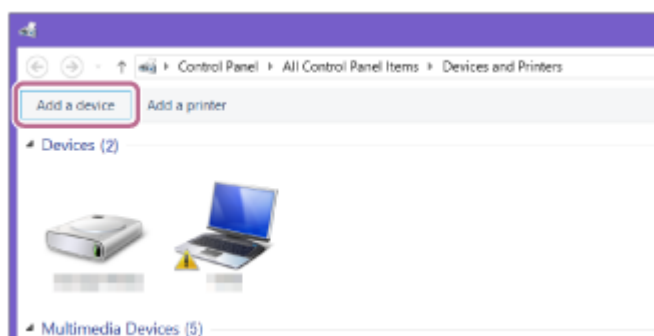 Control Panel All Control Panel Items Devices and Printers
Add a device Add a printer
Devices (2)
Multimedia Devices (5)